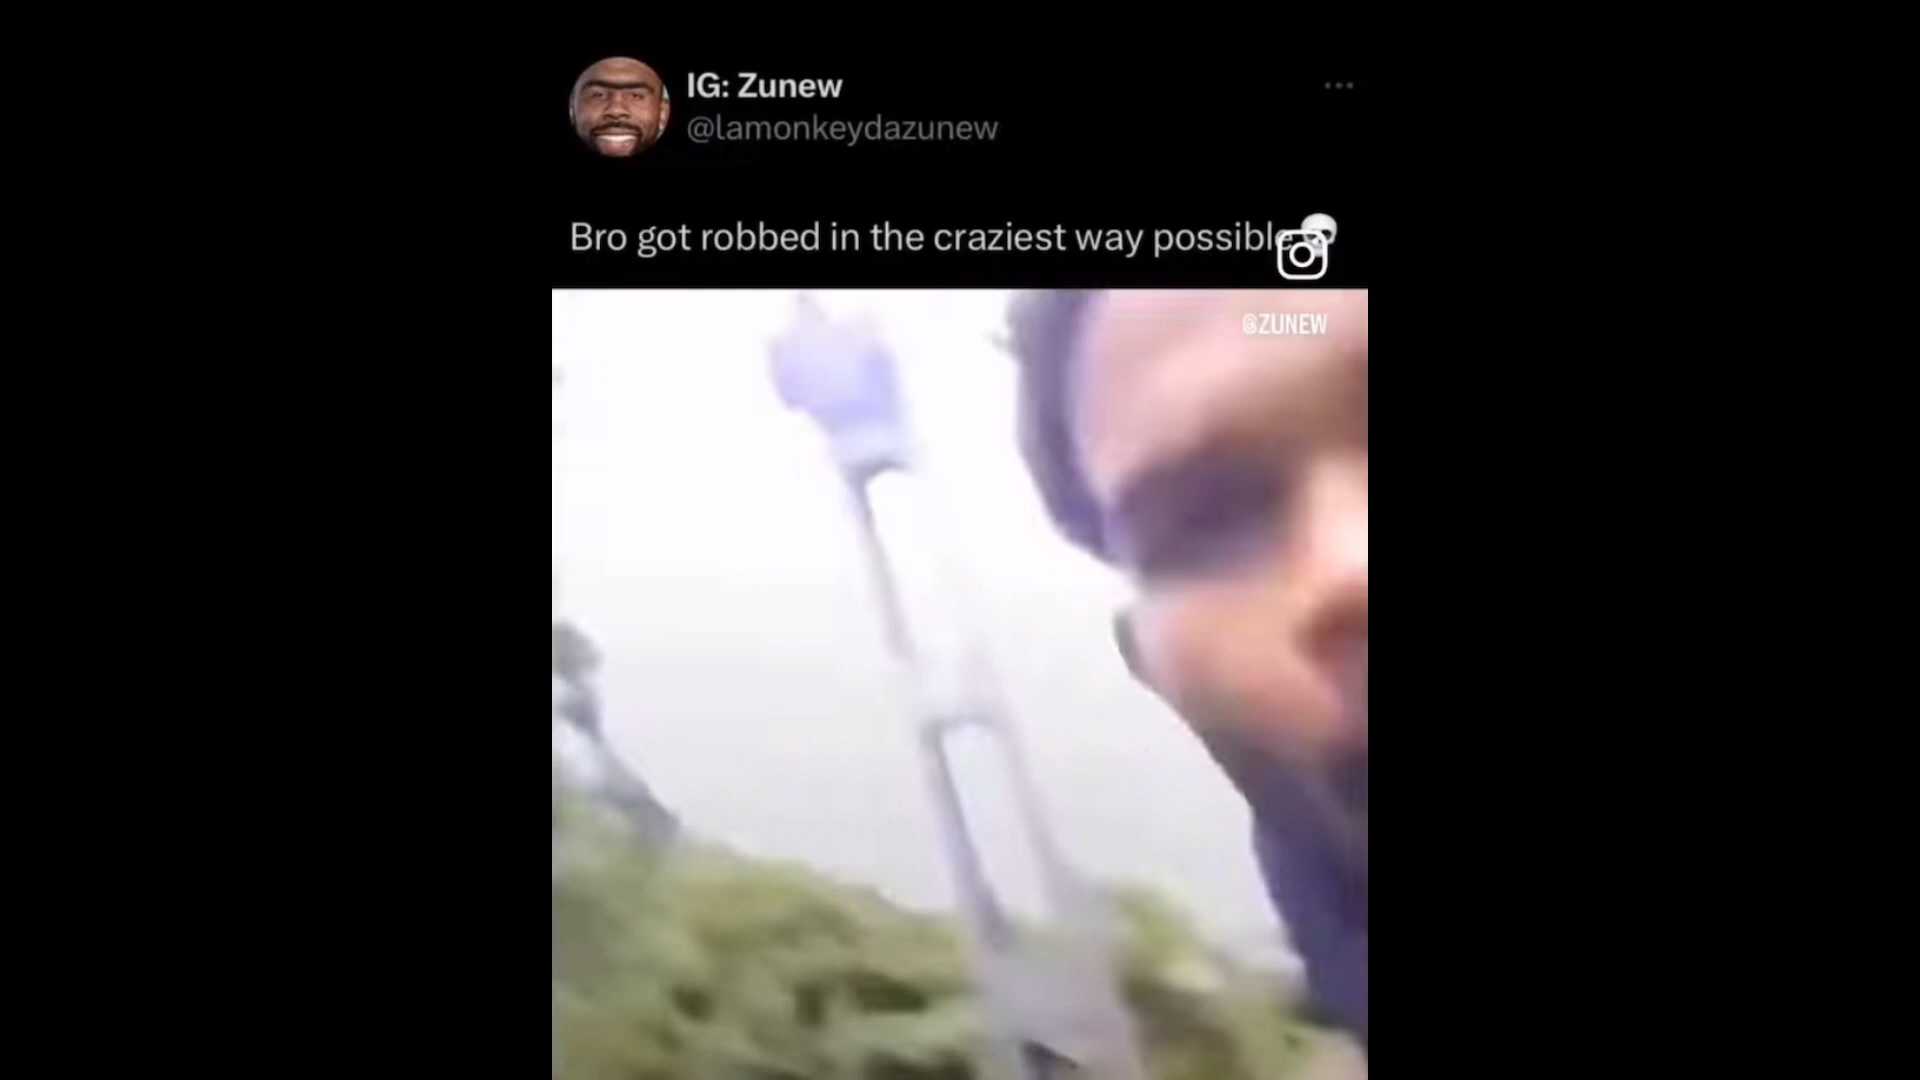 IG: Zunew
@lamonkeydazunew
Bro got robbed in the craziest way possible💀
@ZUNEW